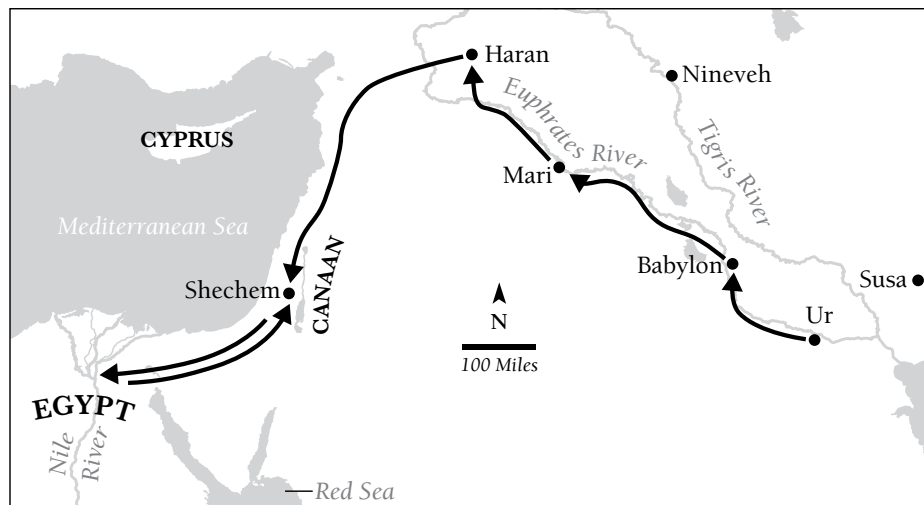 Haran
Nineveh
Euphrates River
Tigris River
CYPRUS
Mari
Mediterranean Sea
Babylon
Susa
Shechem
CANAAN
Ur
N
100 Miles
EGYPT
Nile
River
Red Sea